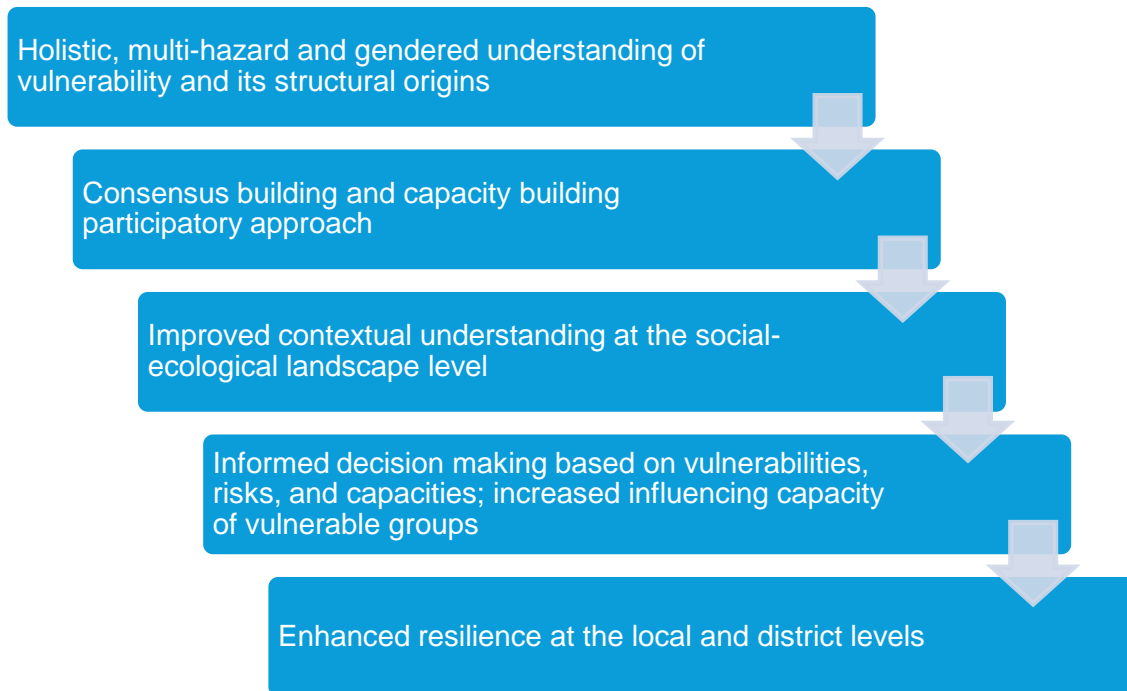 Holistic, multi-hazard and gendered understanding of
vulnerability and its structural origins
Consensus building and capacity building
participatory approach
Improved contextual understanding at the social-
ecological landscape level
Informed decision making based on vulnerabilities,
risks, and capacities; increased influencing capacity
of vulnerable groups
Enhanced resilience at the local and district levels